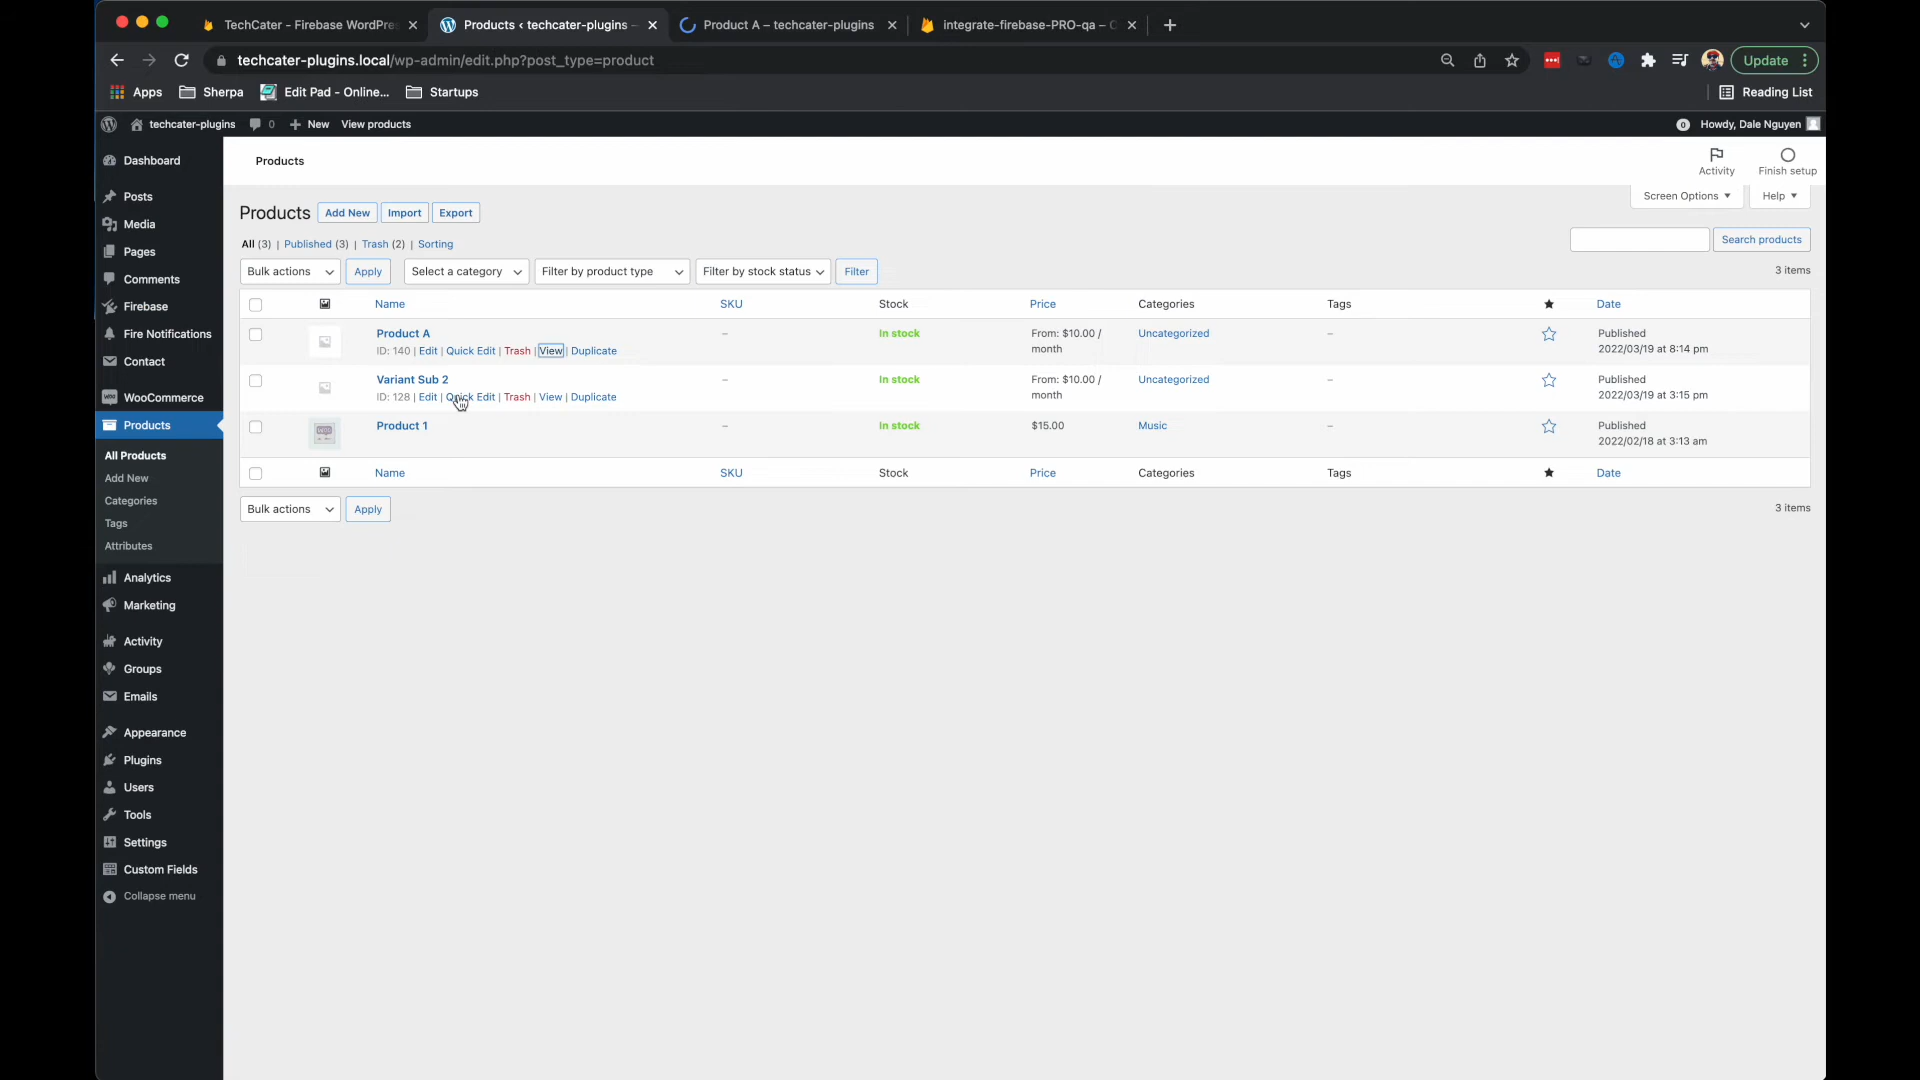 TechCater - Firebase WordPres
Products ‹ techcater-plugins –
Product A – techcater-plugins
integrate-firebase-PRO-qa – C
techcater-plugins.local/wp-admin/edit.php?post_type=product
Update
Apps
Sherpa
Edit Pad - Online...
Startups
Reading List
techcater-plugins
0
New
View products
0
Howdy, Dale Nguyen
Dashboard
Posts
Media
Pages
Comments
Firebase
Fire Notifications
Contact
WooCommerce
Products
All Products
Add New
Categories
Tags
Attributes
Analytics
Marketing
Activity
Groups
Emails
Appearance
Plugins
Users
Tools
Settings
Custom Fields
Collapse menu
Products
Activity
Finish setup
Screen Options
Help
Products Add New Import Export
All (3) | Published (3) | Trash (2) | Sorting
Search products
Bulk actions Apply Select a category Filter by product type Filter by stock status Filter
3 items
Name SKU Stock Price Categories Tags Date
Product A – In stock From: $10.00 / Uncategorized – Published
ID: 140 | Edit | Quick Edit | Trash | View | Duplicate month 2022/03/19 at 8:14 pm
Variant Sub 2 – In stock From: $10.00 / Uncategorized – Published
ID: 128 | Edit | Quick Edit | Trash | View | Duplicate month 2022/03/19 at 3:15 pm
Product 1 – In stock $15.00 Music – Published
2022/02/18 at 3:13 am
Name SKU Stock Price Categories Tags Date
Bulk actions Apply
3 items